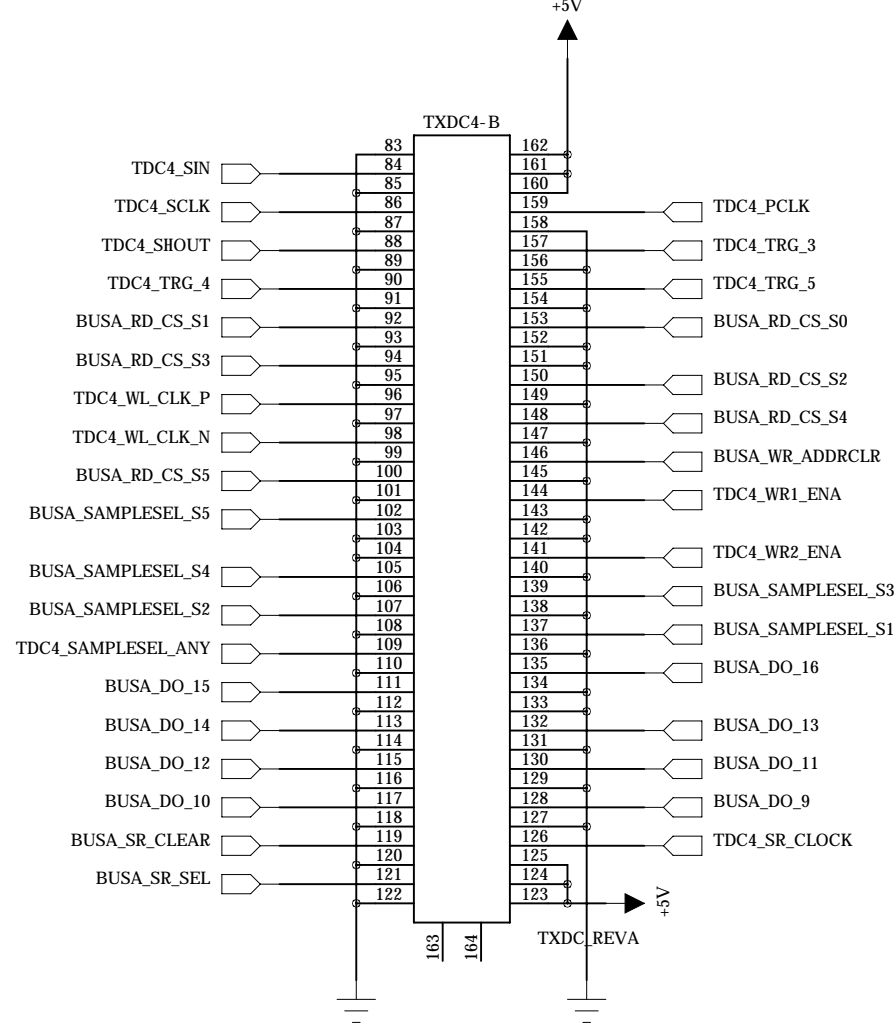 +5V
TXDC4-B
83 162
TDC4_SIN 84 161
85 160
TDC4_SCLK 86 159 TDC4_PCLK
87 158
TDC4_SHOUT 88 157 TDC4_TRG_3
89 156
TDC4_TRG_4 90 155 TDC4_TRG_5
91 154
BUSA_RD_CS_S1 92 153 BUSA_RD_CS_S0
93 152
BUSA_RD_CS_S3 94 151
95 150 BUSA_RD_CS_S2
TDC4_WL_CLK_P 96 149
97 148 BUSA_RD_CS_S4
TDC4_WL_CLK_N 98 147
99 146 BUSA_WR_ADDRCLR
BUSA_RD_CS_S5 100 145
101 144 TDC4_WR1_ENA
BUSA_SAMPLESEL_S5 102 143
103 142
104 141 TDC4_WR2_ENA
BUSA_SAMPLESEL_S4 105 140
106 139 BUSA_SAMPLESEL_S3
BUSA_SAMPLESEL_S2 107 138
108 137 BUSA_SAMPLESEL_S1
TDC4_SAMPLESEL_ANY 109 136
110 135 BUSA_DO_16
BUSA_DO_15 111 134
112 133
BUSA_DO_14 113 132 BUSA_DO_13
114 131
BUSA_DO_12 115 130 BUSA_DO_11
116 129
BUSA_DO_10 117 128 BUSA_DO_9
118 127
BUSA_SR_CLEAR 119 126 TDC4_SR_CLOCK
120 125
BUSA_SR_SEL 121 124
122 123 +5V
163 164 TXDC_REVA